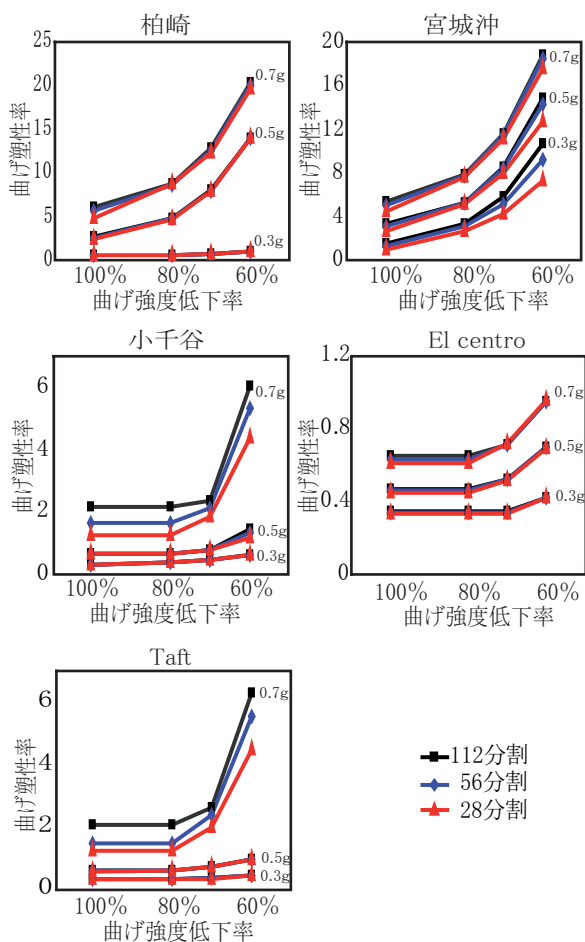 柏崎
25
20
15
10
5
0
曲げ塑性率
0.7g
0.5g
0.3g
100% 80% 60%
曲げ強度低下率
宮城沖
20
16
12
8
4
0
曲げ塑性率
0.7g
0.5g
0.3g
100% 80% 60%
曲げ強度低下率
小千谷
6
4
2
0
曲げ塑性率
0.7g
0.5g
0.3g
100% 80% 60%
曲げ強度低下率
El centro
1.2
0.8
0.4
0
曲げ塑性率
0.7g
0.5g
0.3g
100% 80% 60%
曲げ強度低下率
Taft
6
4
2
0
曲げ塑性率
0.7g
0.5g
0.3g
100% 80% 60%
曲げ強度低下率
112分割
56分割
28分割